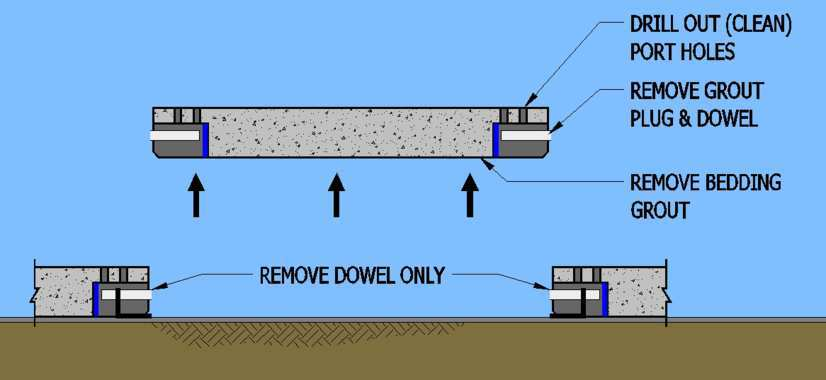 DRILL OUT (CLEAN)
PORT HOLES
REMOVE GROUT
PLUG & DOWEL
REMOVE BEDDING
GROUT
REMOVE DOWEL ONLY